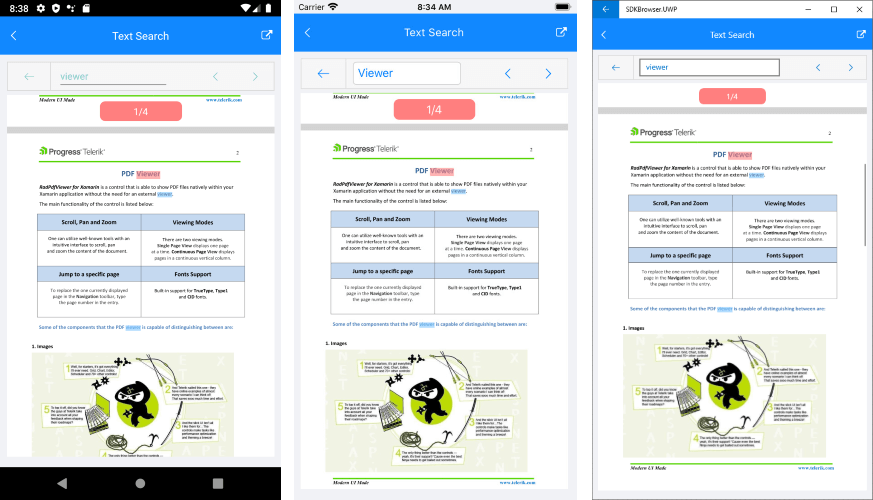 8:38
Text Search
viewer
Modern UI Made
www.telerik.com
1/4
Progress Telerik
2
PDF Viewer
RadPdfViewer for Xamarin is a control that is able to show PDF files natively within your
Xamarin application without the need for an external viewer.
The main functionality of the control is listed below:
Scroll, Pan and Zoom
Viewing Modes
One can utilize well-known tools with an
intuitive interface to scroll, pan
and zoom the content of the document.
There are two viewing modes.
Single Page View displays one page
at a time. Continuous Page View displays
pages in a continuous vertical column.
Jump to a specific page
Fonts Support
To replace the one currently displayed
page in the Navigation toolbar, type
the page number in the entry.
Built-in support for TrueType, Type1
and CID fonts.
Some of the components that the PDF viewer is capable of distinguishing between are:
1. Images
Carrier
8:34 AM
Text Search
Viewer
Modern UI Made
www.telerik.com
1/4
Progress Telerik
2
PDF Viewer
RadPdfViewer for Xamarin is a control that is able to show PDF files natively within your
Xamarin application without the need for an external viewer.
The main functionality of the control is listed below:
Scroll, Pan and Zoom
Viewing Modes
One can utilize well-known tools with an
intuitive interface to scroll, pan
and zoom the content of the document.
There are two viewing modes.
Single Page View displays one page
at a time. Continuous Page View displays
pages in a continuous vertical column.
Jump to a specific page
Fonts Support
To replace the one currently displayed
page in the Navigation toolbar, type
the page number in the entry.
Built-in support for TrueType, Type1
and CID fonts.
Some of the components that the PDF viewer is capable of distinguishing between are:
1. Images
Modern UI Made
www.telerik.com
SDKBrowser.UWP
Text Search
viewer
1/4
Progress Telerik
2
PDF Viewer
RadPdfViewer for Xamarin is a control that is able to show PDF files natively within your
Xamarin application without the need for an external viewer.
The main functionality of the control is listed below:
Scroll, Pan and Zoom
Viewing Modes
One can utilize well-known tools with an
intuitive interface to scroll, pan
and zoom the content of the document.
There are two viewing modes.
Single Page View displays one page
at a time. Continuous Page View displays
pages in a continuous vertical column.
Jump to a specific page
Fonts Support
To replace the one currently displayed
page in the Navigation toolbar, type
the page number in the entry.
Built-in support for TrueType, Type1
and CID fonts.
Some of the components that the PDF viewer is capable of distinguishing between are:
1. Images
Modern UI Made
www.telerik.com